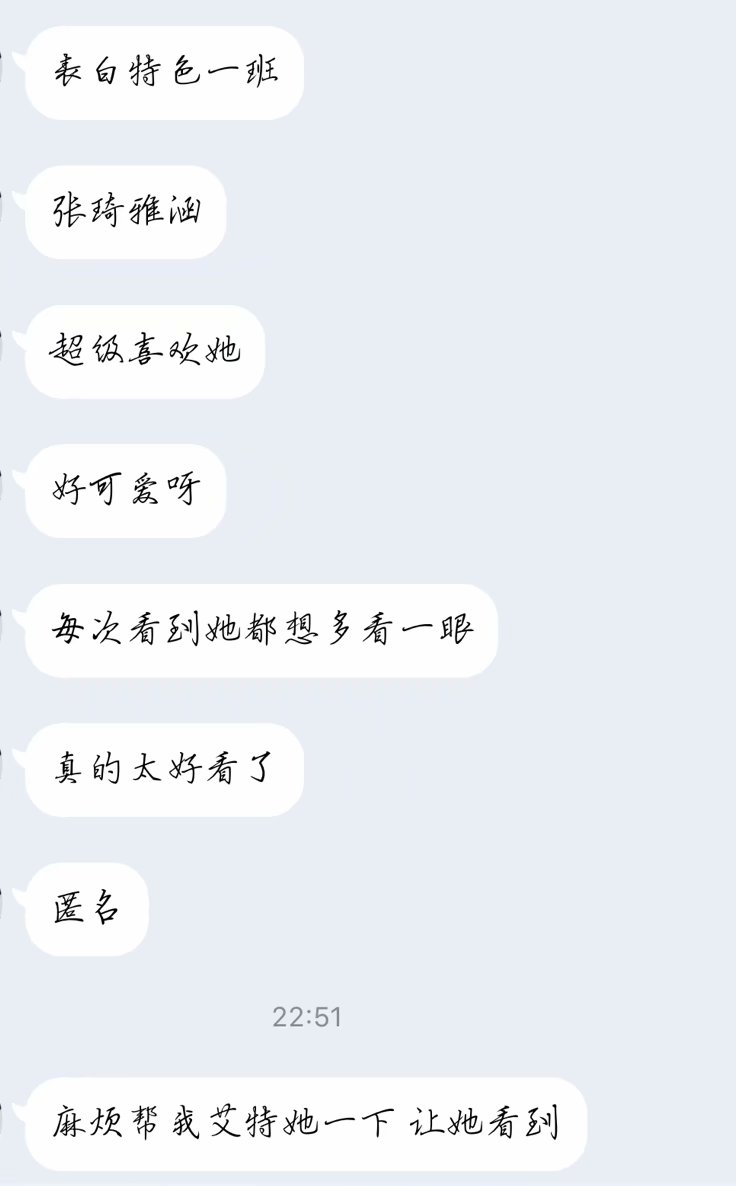 表白特色一班
张琦雅涵
超级喜欢她
好可爱呀
每次看到她都想多看一眼
真的太好看了
匿名
22:51
麻烦帮我艾特她一下 让她看到